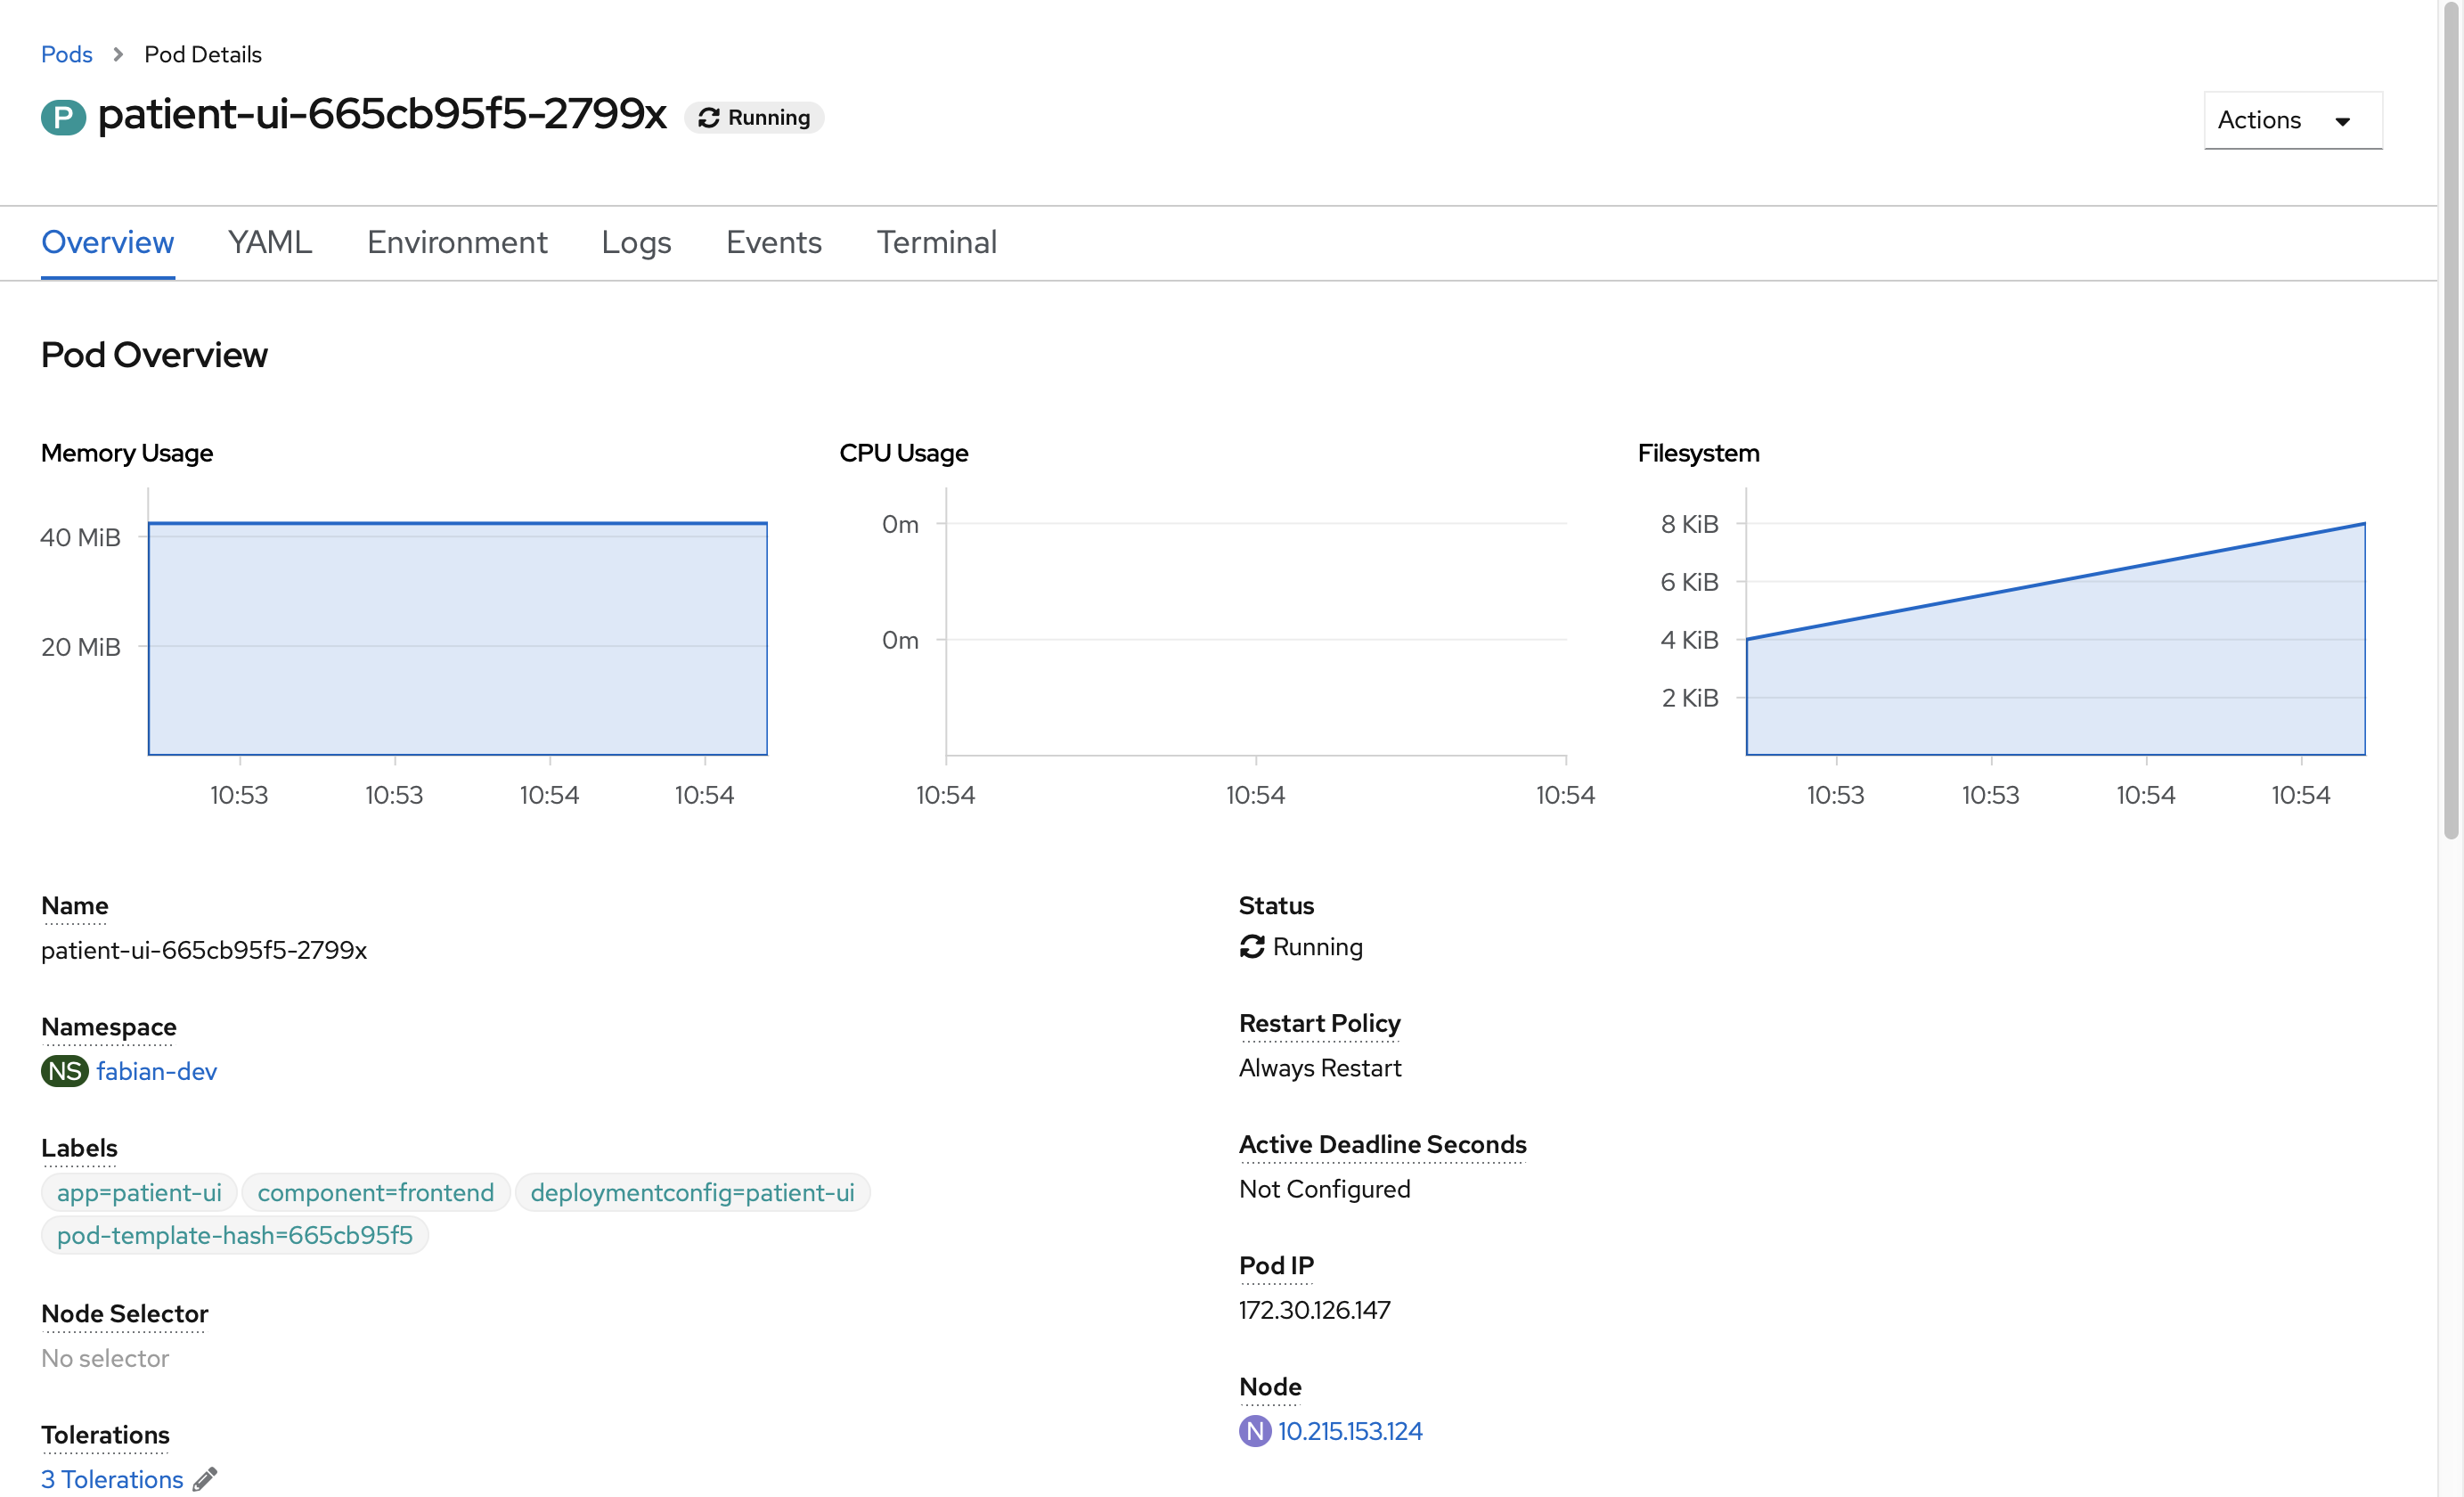 Pods > Pod Details
P patient-ui-665cb95f5-2799x Running
Actions
Overview YAML Environment Logs Events Terminal
Pod Overview
Memory Usage
40 MiB
20 MiB
10:53 10:53 10:54 10:54
CPU Usage
0m
0m
10:54 10:54 10:54
Filesystem
8 KiB
6 KiB
4 KiB
2 KiB
10:53 10:53 10:54 10:54
Name
patient-ui-665cb95f5-2799x
Namespace
NS fabian-dev
Labels
app=patient-ui component=frontend deploymentconfig=patient-ui
pod-template-hash=665cb95f5
Node Selector
No selector
Tolerations
3 Tolerations
Status
Running
Restart Policy
Always Restart
Active Deadline Seconds
Not Configured
Pod IP
172.30.126.147
Node
N 10.215.153.124